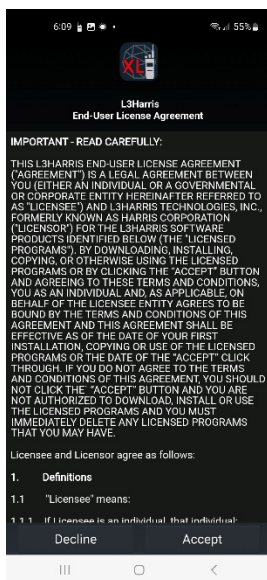 6:09
55%
XL
L3Harris
End-User License Agreement
IMPORTANT - READ CAREFULLY:
THIS L3HARRIS END-USER LICENSE AGREEMENT
("AGREEMENT") IS A LEGAL AGREEMENT BETWEEN
YOU (EITHER AN INDIVIDUAL OR A GOVERNMENTAL
OR CORPORATE ENTITY HEREINAFTER REFERRED TO
AS "LICENSEE") AND L3HARRIS TECHNOLOGIES, INC.,
FORMERLY KNOWN AS HARRIS CORPORATION
("LICENSOR") FOR THE L3HARRIS SOFTWARE
PRODUCTS IDENTIFIED BELOW (THE "LICENSED
PROGRAMS"). BY DOWNLOADING, INSTALLING,
COPYING, OR OTHERWISE USING THE LICENSED
PROGRAMS OR BY CLICKING THE "ACCEPT" BUTTON
AND AGREEING TO THESE TERMS AND CONDITIONS,
YOU AS AN INDIVIDUAL AND, AS APPLICABLE, ON
BEHALF OF THE LICENSEE ENTITY AGREES TO BE
BOUND BY THE TERMS AND CONDITIONS OF THIS
AGREEMENT AND THIS AGREEMENT SHALL BE
EFFECTIVE AS OF THE DATE OF YOUR FIRST
INSTALLATION, COPYING OR USE OF THE LICENSED
PROGRAMS OR THE DATE OF THE "ACCEPT" CLICK
THROUGH. IF YOU DO NOT AGREE TO THE TERMS
AND CONDITIONS OF THIS AGREEMENT, YOU SHOULD
NOT CLICK THE "ACCEPT" BUTTON AND YOU ARE
NOT AUTHORIZED TO DOWNLOAD, INSTALL OR USE
THE LICENSED PROGRAMS AND YOU MUST
IMMEDIATELY DELETE ANY LICENSED PROGRAMS
THAT YOU MAY HAVE.
Licensee and Licensor agree as follows:
1. Definitions
1.1 "Licensee" means:
1.1.1 If Licensee is an individual, that individual;
Decline Accept